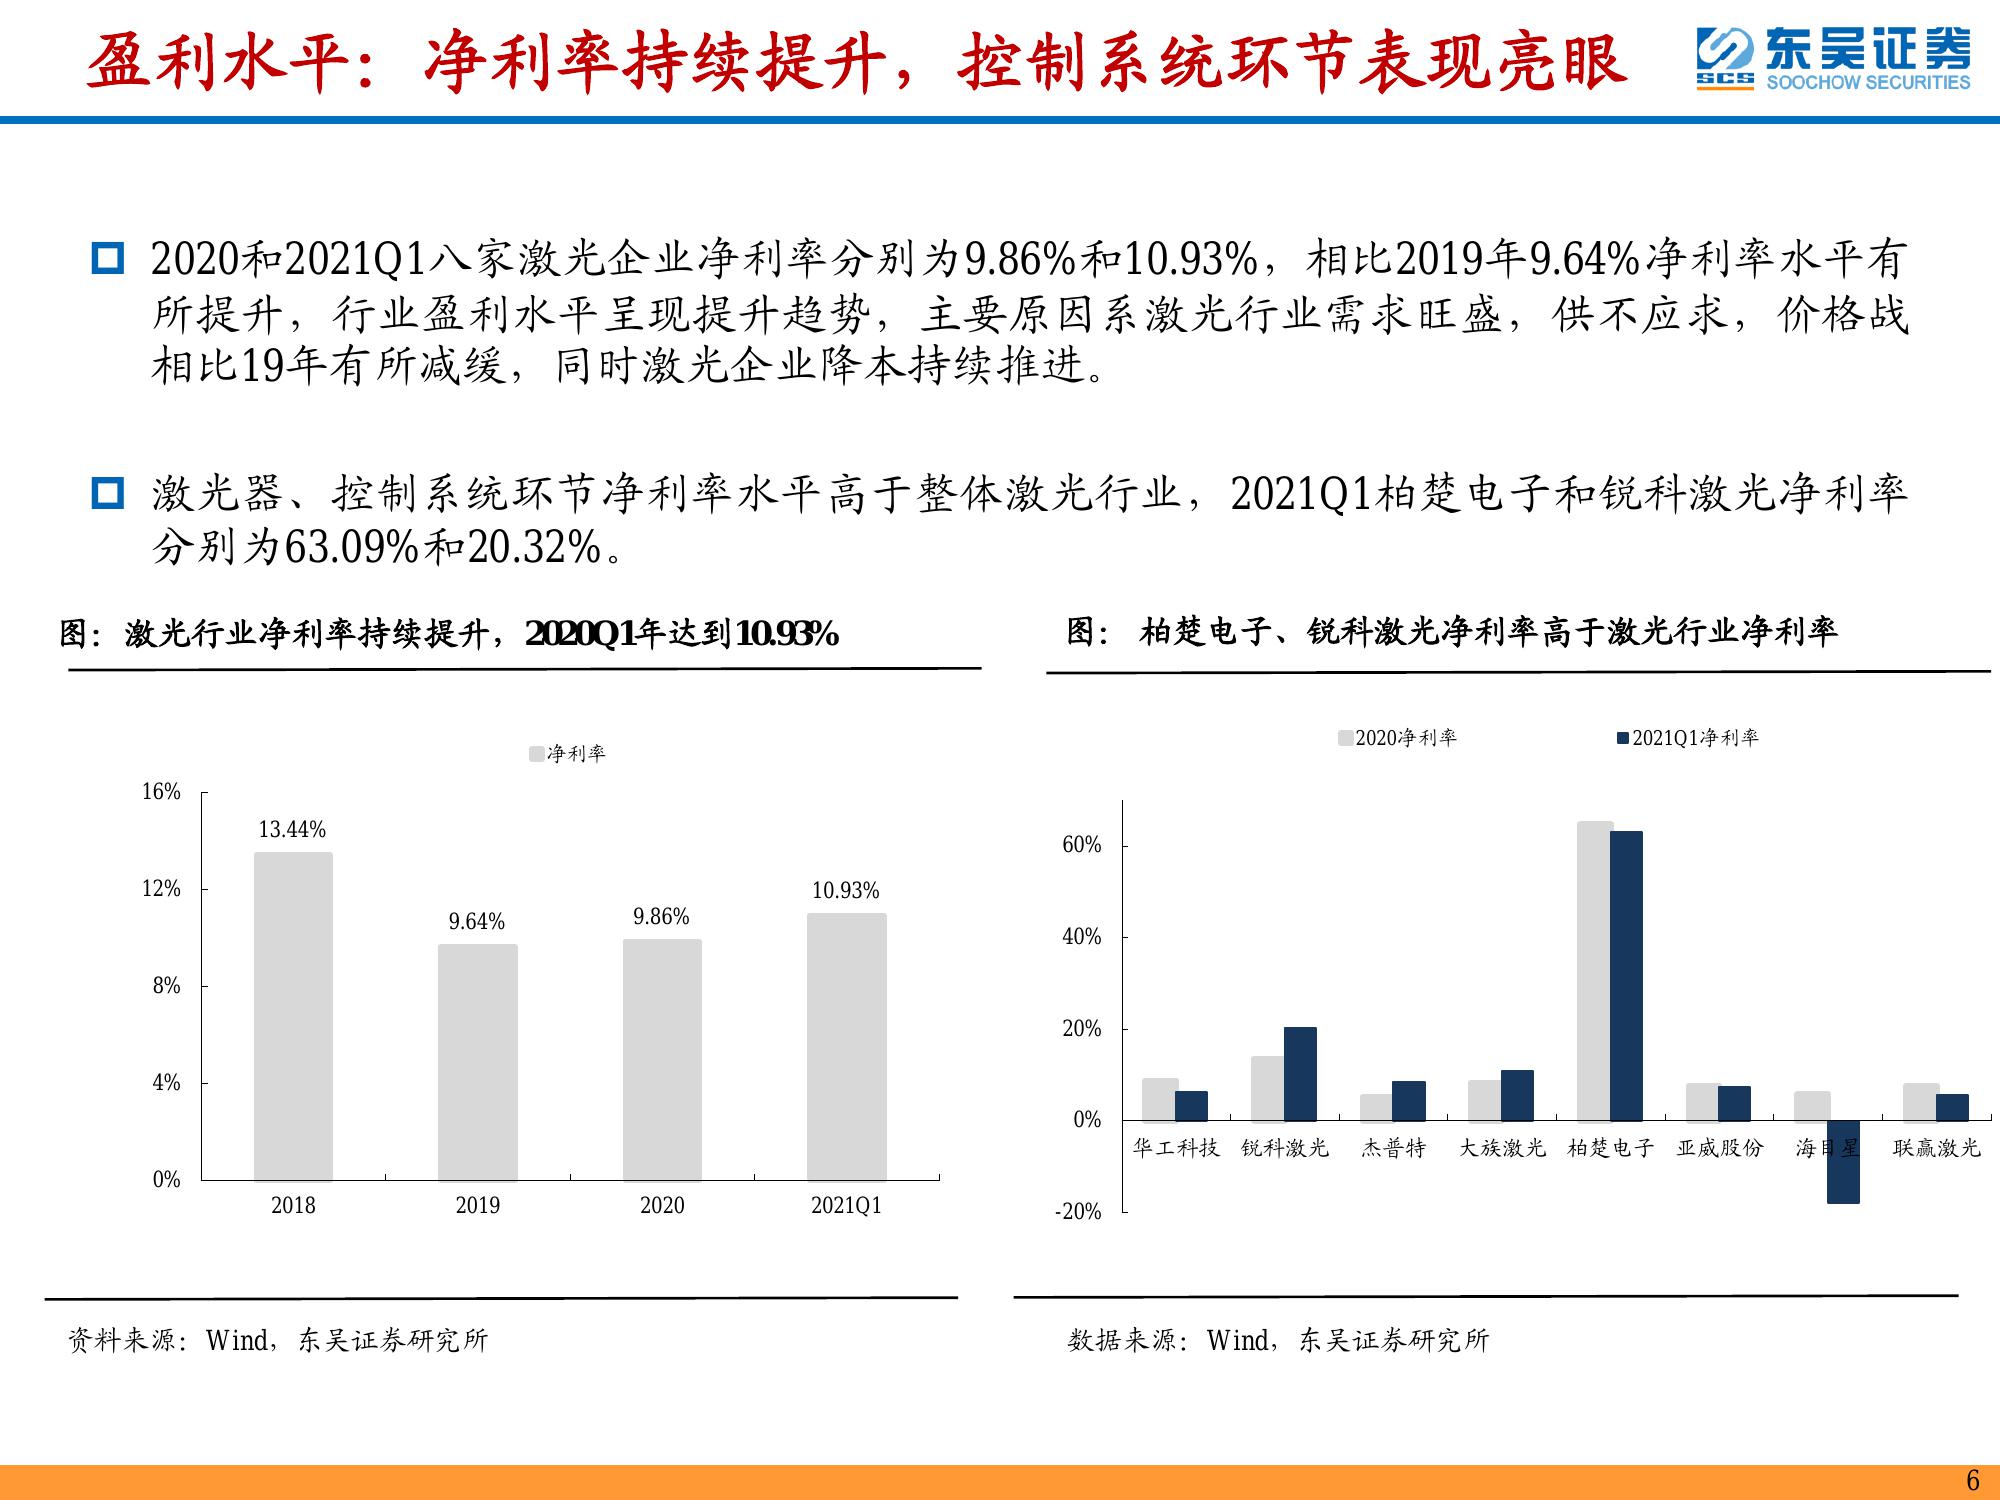 盈利水平：净利率持续提升，控制系统环节表现亮眼
SCS
东吴证券
SOOCHOW SECURITIES
2020和2021Q1八家激光企业净利率分别为9.86%和10.93%，相比2019年9.64%净利率水平有
所提升，行业盈利水平呈现提升趋势，主要原因系激光行业需求旺盛，供不应求，价格战
相比19年有所减缓，同时激光企业降本持续推进。
激光器、控制系统环节净利率水平高于整体激光行业，2021Q1柏楚电子和锐科激光净利率
分别为63.09%和20.32%。
图：激光行业净利率持续提升，2020Q1年达到10.93%
净利率
16%
12%
8%
4%
0%
13.44%
9.64%
9.86%
10.93%
2018
2019
2020
2021Q1
资料来源：Wind，东吴证券研究所
图： 柏楚电子、锐科激光净利率高于激光行业净利率
2020净利率
2021Q1净利率
60%
40%
20%
0%
-20%
华工科技
锐科激光
杰普特
大族激光
柏楚电子
亚威股份
海目星
联赢激光
数据来源：Wind，东吴证券研究所
6